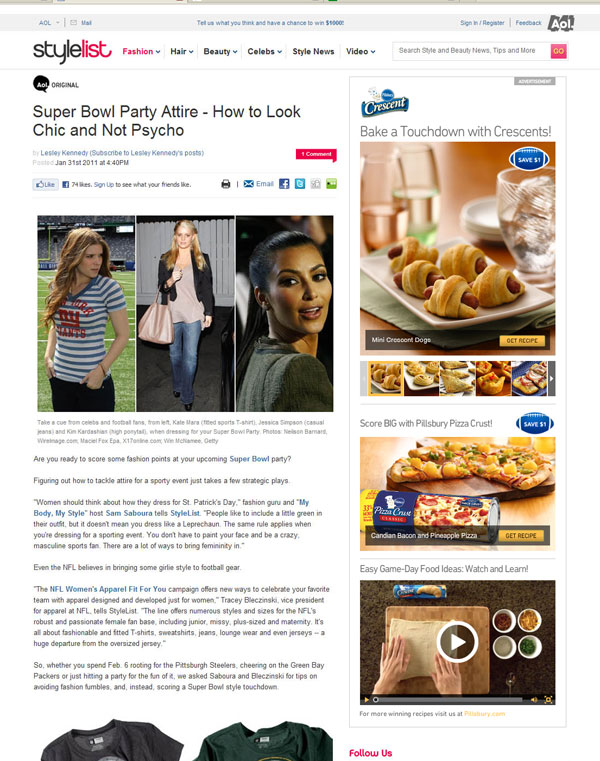 AOL Mail
Tell us what you think and have a chance to win $1000!
Sign In / Register Feedback Aol.
stylelist
Fashion Hair Beauty Celebs Style News Video
Search Style and Beauty News, Tips and More GO
Aol ORIGINAL
Super Bowl Party Attire - How to Look
Chic and Not Psycho
by Lesley Kennedy (Subscribe to Lesley Kennedy's posts)
Posted Jan 31st 2011 at 4:40PM
1 Comment
Like 74 likes. Sign Up to see what your friends like.
Email
GIANTS
Take a cue from celebs and football fans, from left, Kate Mara (fitted sports T-shirt), Jessica Simpson (casual
jeans) and Kim Kardashian (high ponytail), when dressing for your Super Bowl Party. Photos: Neilson Barnard,
WireImage.com; Maciel Fox Epa, X17online.com; Win McNamee, Getty
Are you ready to score some fashion points at your upcoming Super Bowl party?
Figuring out how to tackle attire for a sporty event just takes a few strategic plays.
"Women should think about how they dress for St. Patrick's Day," fashion guru and "My
Body, My Style" host Sam Saboura tells StyleList. "People like to include a little green in
their outfit, but it doesn't mean you dress like a Leprechaun. The same rule applies when
you're dressing for a sporting event. You don't have to paint your face and be a crazy,
masculine sports fan. There are a lot of ways to bring femininity in."
Even the NFL believes in bringing some girlie style to football gear.
"The NFL Women's Apparel Fit For You campaign offers new ways to celebrate your favorite
team with apparel designed and developed just for women," Tracey Bleczinski, vice president
for apparel at NFL, tells StyleList. "The line offers numerous styles and sizes for the NFL's
robust and passionate female fan base, including junior, missy, plus-sized and maternity. It's
all about fashionable and fitted T-shirts, sweatshirts, jeans, lounge wear and even jerseys -- a
huge departure from the oversized jersey."
So, whether you spend Feb. 6 rooting for the Pittsburgh Steelers, cheering on the Green Bay
Packers or just hitting a party for the fun of it, we asked Saboura and Bleczinski for tips on
avoiding fashion fumbles, and, instead, scoring a Super Bowl style touchdown.
ADVERTISEMENT
Pillsbury
Crescent
Bake a Touchdown with Crescents!
SAVE $1
Mini Crescent Dogs GET RECIPE
Score BIG with Pillsbury Pizza Crust! SAVE $1
Pillsbury
Pizza Crust
CLASSIC
Candian Bacon and Pineapple Pizza GET RECIPE
Easy Game-Day Food Ideas: Watch and Learn!
For more winning recipes visit us at Pillsbury.com
Follow Us